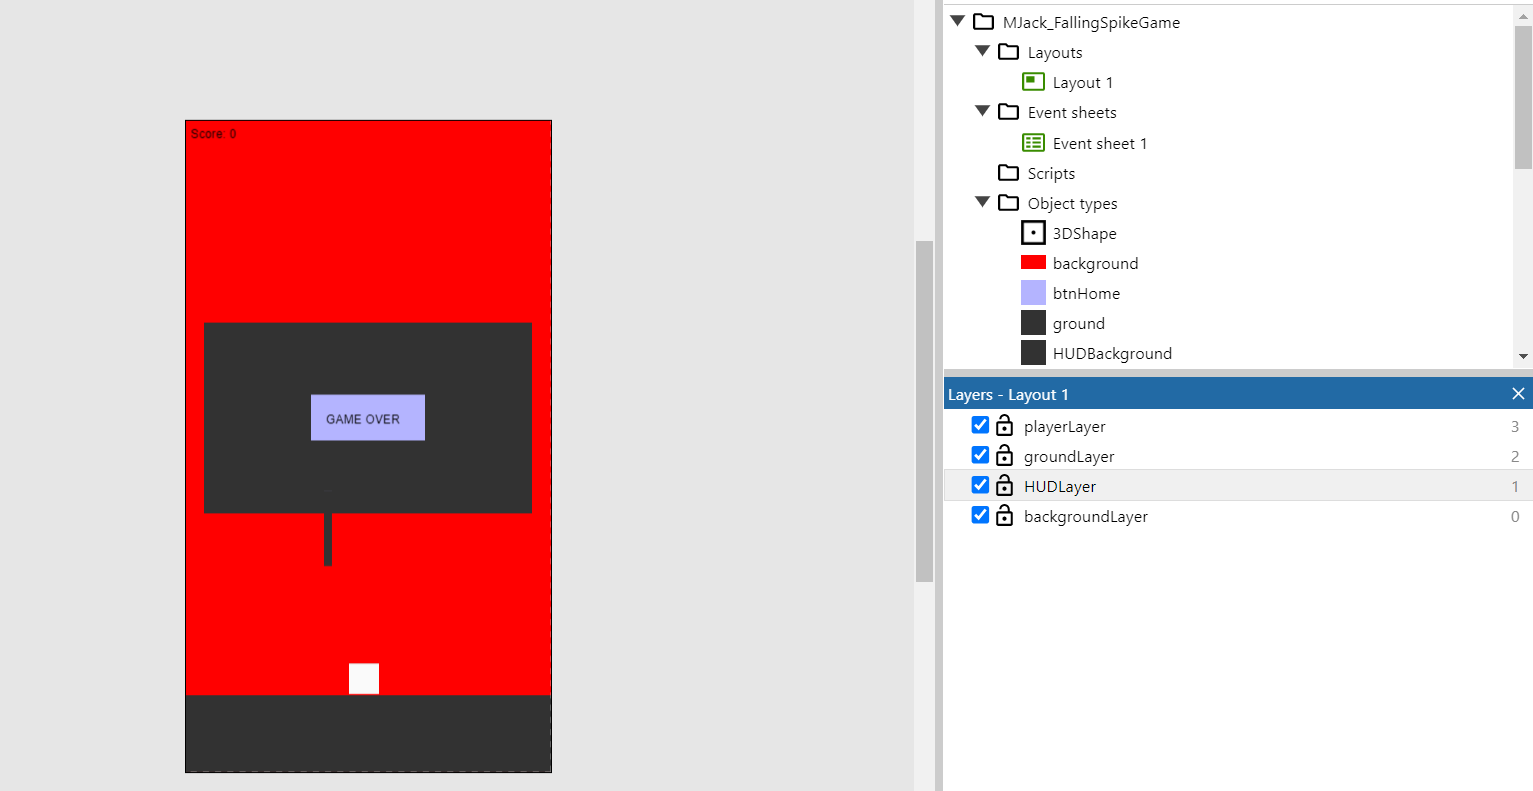 Score: 0
GAME OVER
MJack_FallingSpikeGame
Layouts
Layout 1
Event sheets
Event sheet 1
Scripts
Object types
3DShape
background
btnHome
ground
HUDBackground
Layers - Layout 1
playerLayer 3
groundLayer 2
HUDLayer 1
backgroundLayer 0